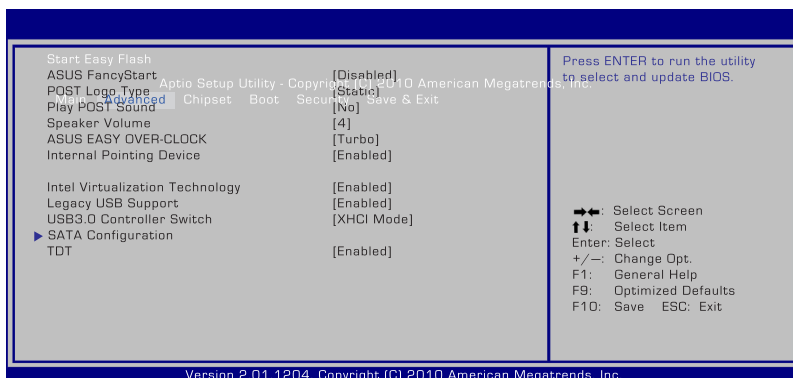 Aptio Setup Utility - Copyright (C) 2010 American Megatrends, Inc.
Main Advanced Chipset Boot Security Save & Exit
Start Easy Flash
ASUS FancyStart [Disabled]
POST Logo Type [Static]
Play POST Sound [No]
Speaker Volume [4]
ASUS EASY OVER-CLOCK [Turbo]
Internal Pointing Device [Enabled]
Intel Virtualization Technology [Enabled]
Legacy USB Support [Enabled]
USB3.0 Controller Switch [XHCI Mode]
SATA Configuration
TDT [Enabled]
Press ENTER to run the utility
to select and update BIOS.
→←: Select Screen
↑↓: Select Item
Enter: Select
+/—: Change Opt.
F1: General Help
F9: Optimized Defaults
F10: Save ESC: Exit
Version 2.01.1204. Copyright (C) 2010 American Megatrends, Inc.